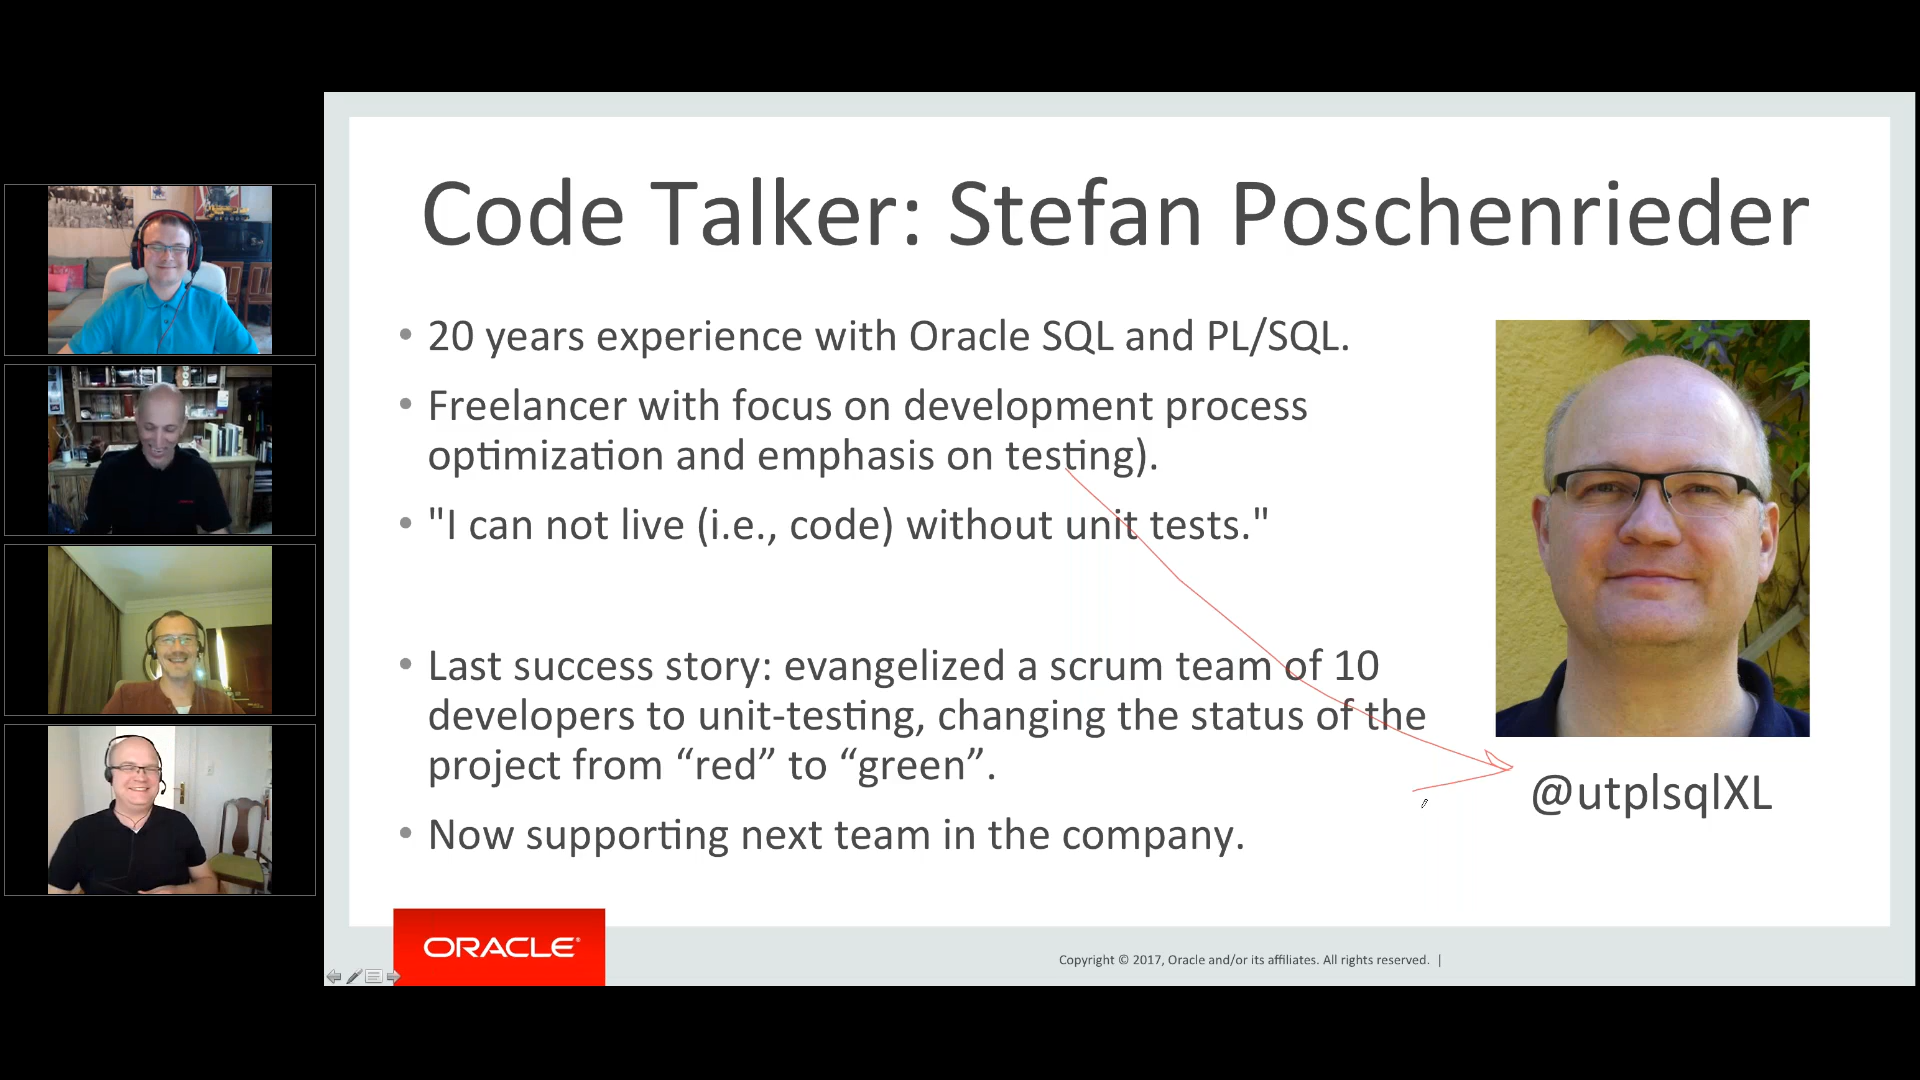 Code Talker: Stefan Poschenrieder
• 20 years experience with Oracle SQL and PL/SQL.
• Freelancer with focus on development process
optimization and emphasis on testing).
• "I can not live (i.e., code) without unit tests."
• Last success story: evangelized a scrum team of 10
developers to unit-testing, changing the status of the
project from “red” to “green”.
• Now supporting next team in the company.
@utplsqlXL
ORACLE®
Copyright © 2017, Oracle and/or its affiliates. All rights reserved. |